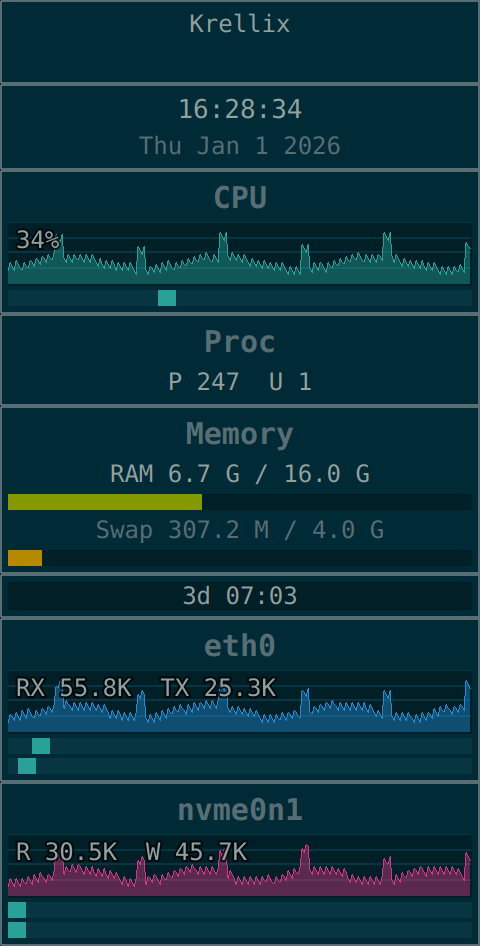 Krellix
16:28:34
Thu Jan 1 2026
CPU
34%
Proc
P 247 U 1
Memory
RAM 6.7 G / 16.0 G
Swap 307.2 M / 4.0 G
3d 07:03
eth0
RX 55.8K TX 25.3K
nvme0n1
R 30.5K W 45.7K